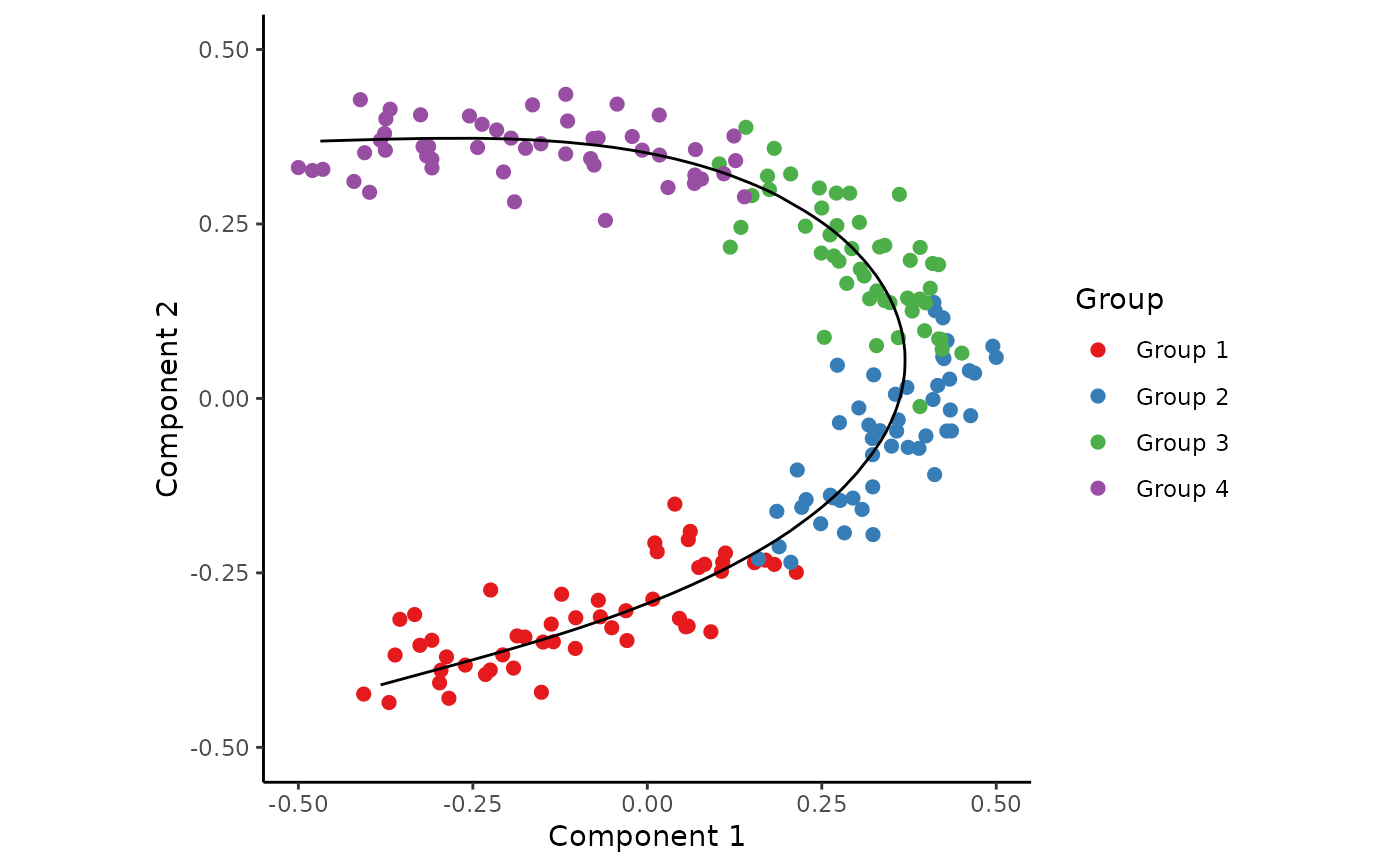 0.50
0.25
0.00
-0.25
-0.50
Component 2
-0.50 -0.25 0.00 0.25 0.50
Component 1
Group
Group 1
Group 2
Group 3
Group 4